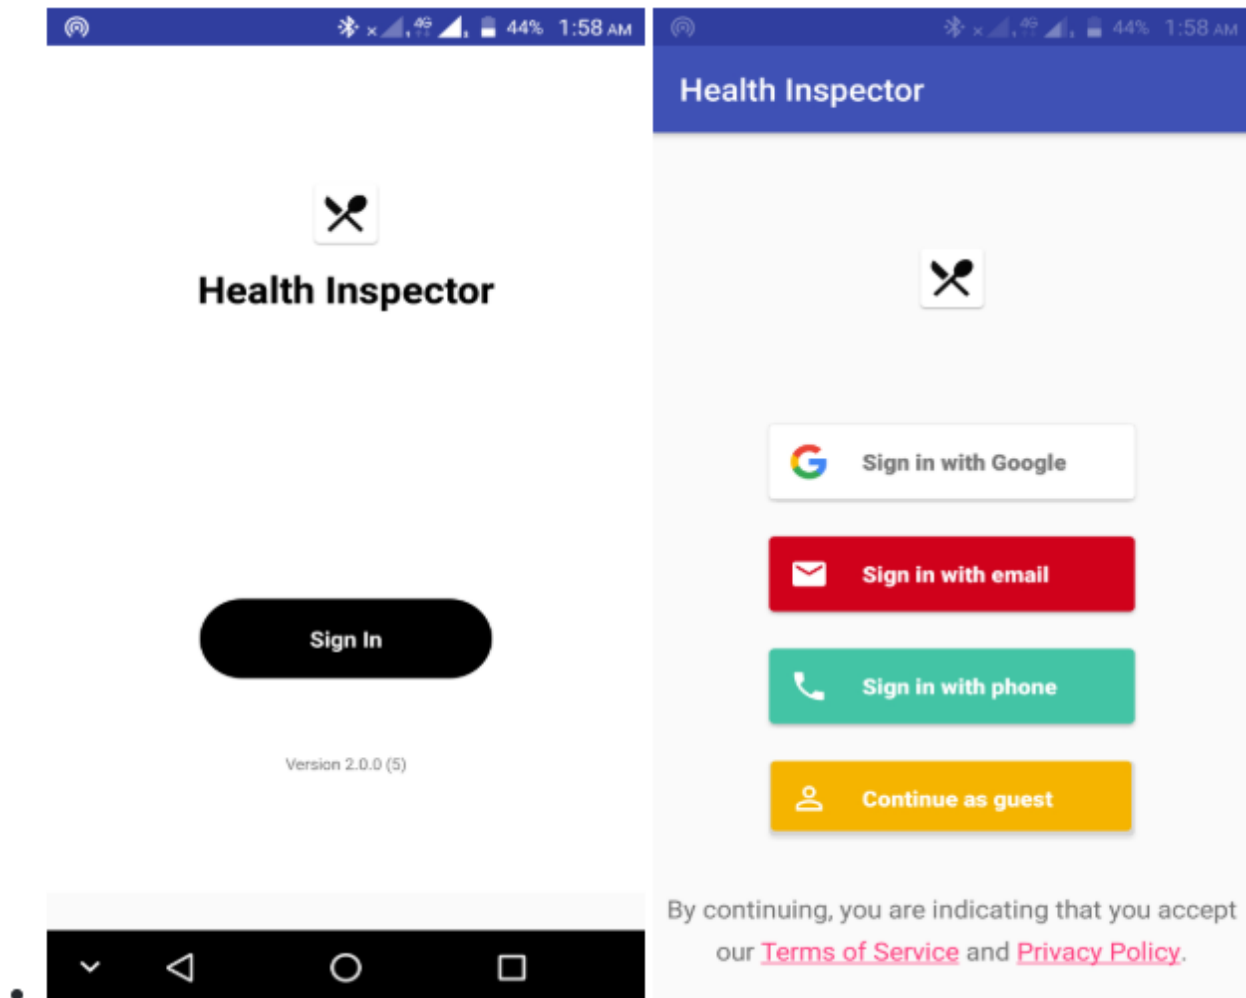 4G 44% 1:58 AM
Health Inspector
Sign In
Version 2.0.0 (5)
4G 44% 1:58 AM
Health Inspector
Sign in with Google
Sign in with email
Sign in with phone
Continue as guest
By continuing, you are indicating that you accept
our Terms of Service and Privacy Policy.